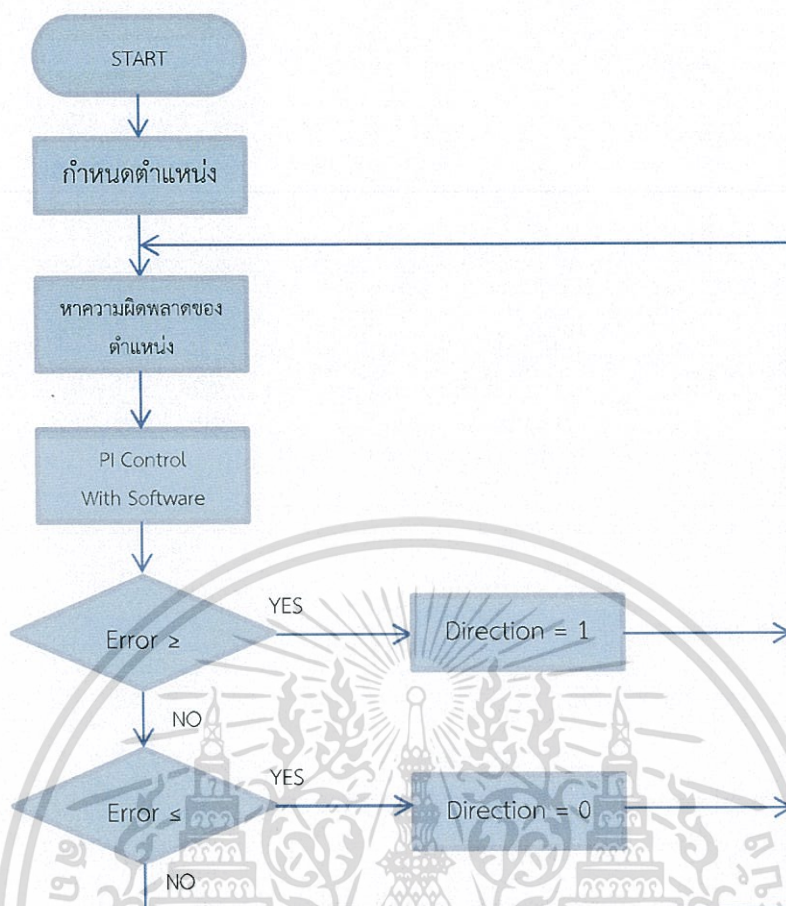 START
กำหนดตำแหน่ง
หาความผิดพลาดของ
ตำแหน่ง
PI Control
With Software
Error ≥
YES
Direction = 1
NO
Error ≤
YES
Direction = 0
NO